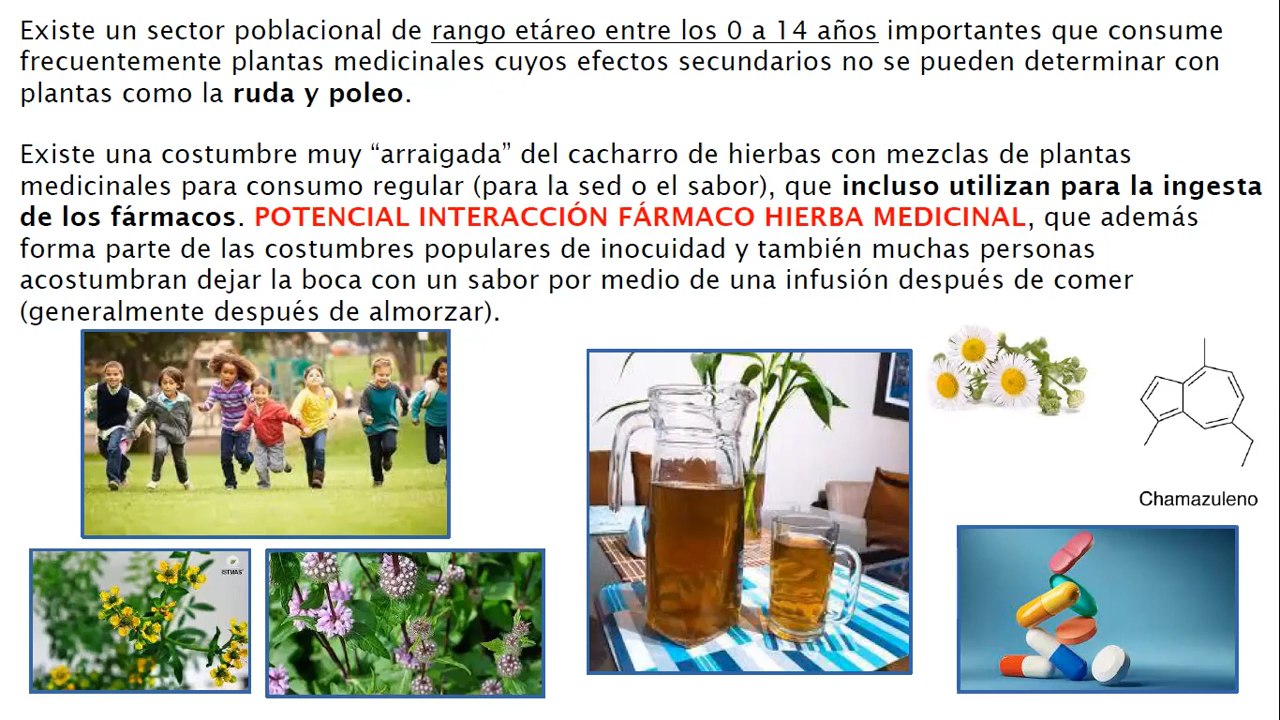 Existe un sector poblacional de rango etáreo entre los 0 a 14 años importantes que consume
frecuentemente plantas medicinales cuyos efectos secundarios no se pueden determinar con
plantas como la ruda y poleo.
Existe una costumbre muy “arraigada” del cacharro de hierbas con mezclas de plantas
medicinales para consumo regular (para la sed o el sabor), que incluso utilizan para la ingesta
de los fármacos. POTENCIAL INTERACCIÓN FÁRMACO HIERBA MEDICINAL, que además
forma parte de las costumbres populares de inocuidad y también muchas personas
acostumbran dejar la boca con un sabor por medio de una infusión después de comer
(generalmente después de almorzar).
Chamazuleno